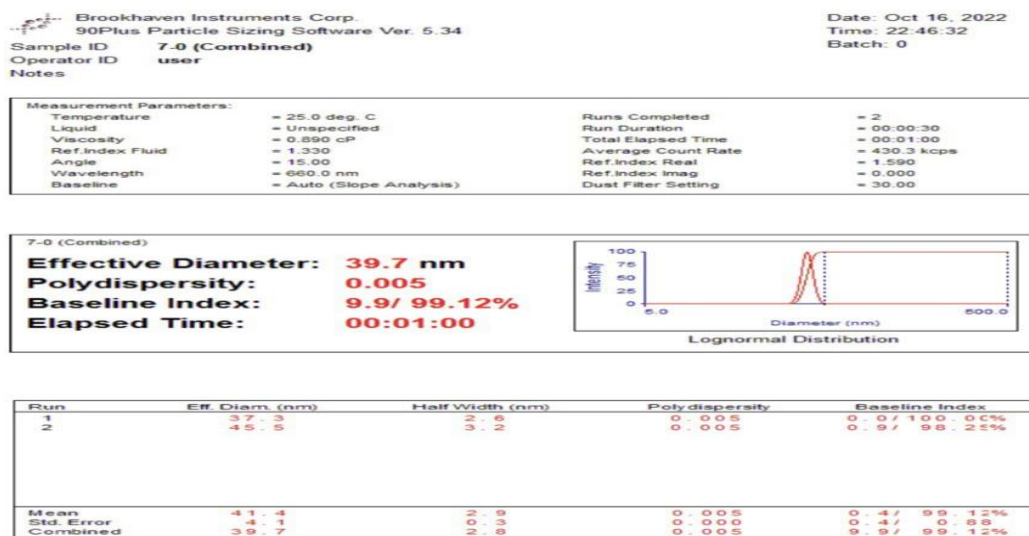 Brookhaven Instruments Corp.
90Plus Particle Sizing Software Ver. 5.34
Date: Oct 16, 2022
Time: 22:46:32
Batch: 0
Sample ID 7-0 (Combined)
Operator ID user
Notes
Measurement Parameters:
Temperature = 25.0 deg. C Runs Completed = 2
Liquid = Unspecified Run Duration = 00:00:30
Viscosity = 0.890 cP Total Elapsed Time = 00:01:00
Ref.Index Fluid = 1.330 Average Count Rate = 430.3 kcps
Angle = 15.00 Ref.Index Real = 1.590
Wavelength = 660.0 nm Ref.Index Imag = 0.000
Baseline = Auto (Slope Analysis) Dust Filter Setting = 30.00
7-0 (Combined)
Effective Diameter: 39.7 nm
Polydispersity: 0.005
Baseline Index: 9.9/ 99.12%
Elapsed Time: 00:01:00
Intensity
100
75
50
25
0
5.0 500.0
Diameter (nm)
Lognormal Distribution
Run Eff. Diam. (nm) Half Width (nm) Polydispersity Baseline Index
1 37.3 2.6 0.005 0.0/ 100.00%
2 45.5 3.2 0.005 0.9/ 98.25%
Mean 41.4 2.9 0.005 0.4/ 99.12%
Std. Error 4.1 0.3 0.000 0.4/ 0.88
Combined 39.7 2.8 0.005 9.9/ 99.12%